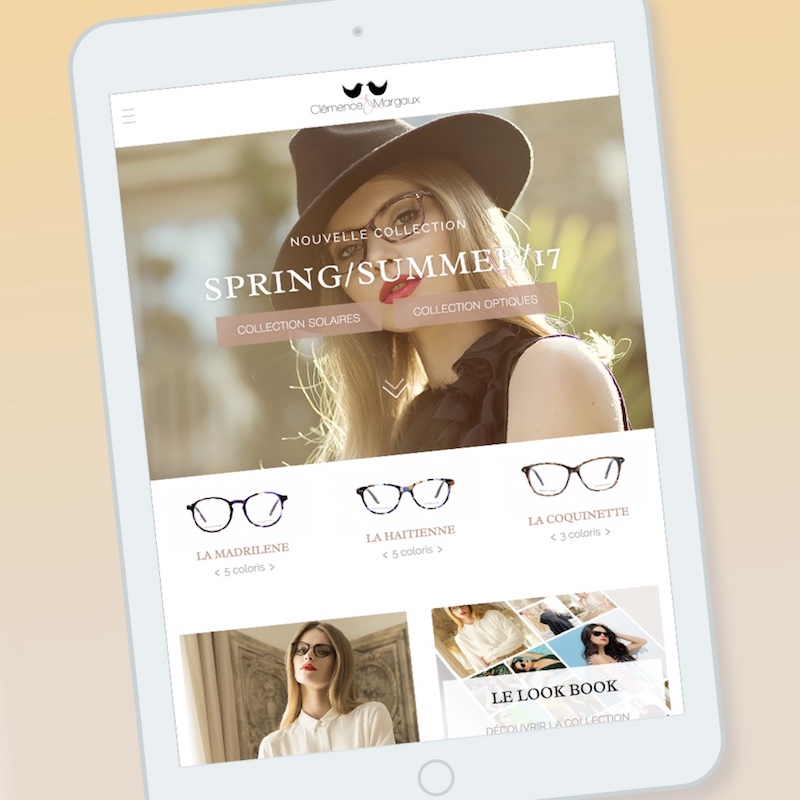 Clémence & Margaux
NOUVELLE COLLECTION
SPRING/SUMMER/17
COLLECTION SOLAIRES
COLLECTION OPTIQUES
LA MADRILENE
< 5 coloris >
LA HAITIENNE
< 5 coloris >
LA COQUINETTE
< 3 coloris >
LE LOOK BOOK
DÉCOUVRIR LA COLLECTION